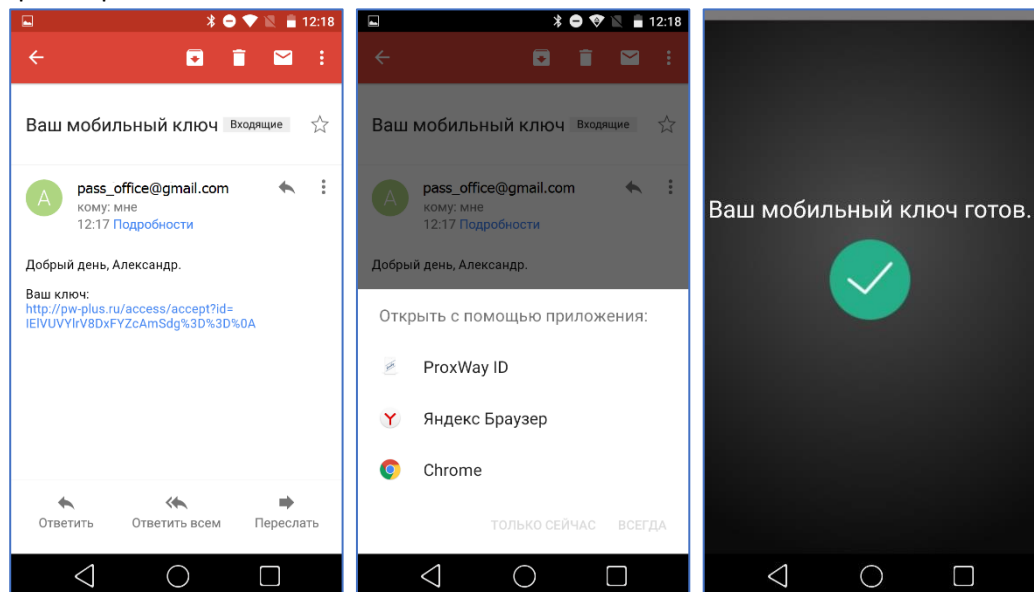 12:18
Ваш мобильный ключ Входящие
A
pass_office@gmail.com
кому: мне
12:17 Подробности
Добрый день, Александр.
Ваш ключ:
http://pw-plus.ru/access/accept?id=
IElVUVYlrV8DxFYZcAmSdg%3D%3D%0A
Ответить Ответить всем Переслать
12:18
Ваш мобильный ключ Входящие
A
pass_office@gmail.com
кому: мне
12:17 Подробности
Добрый день, Александр.
Открыть с помощью приложения:
ProxWay ID
Яндекс Браузер
Chrome
ТОЛЬКО СЕЙЧАС ВСЕГДА
Ваш мобильный ключ готов.